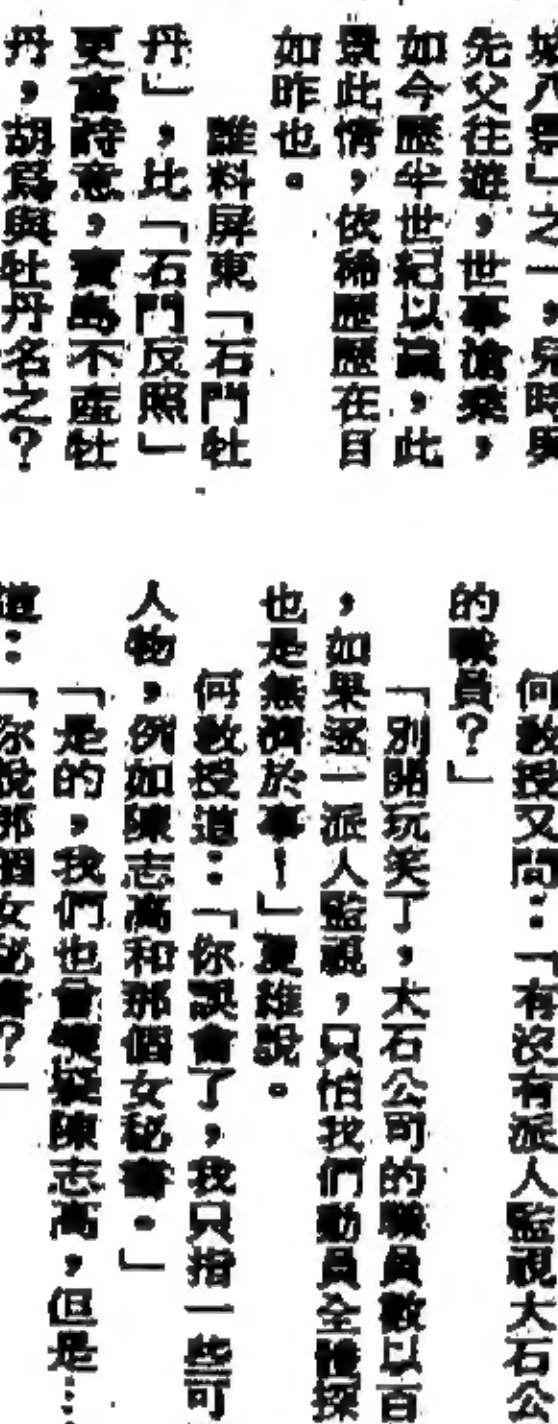 城八景」之一，兒時與
先父往遊，世事滄桑，
如今歷半世紀以還，此
景此情，依稀歷歷在目
如昨也。
誰料屏東「石門牡
丹」，比「石門反照」
更富詩意，寶島不產牡
丹，胡爲與牡丹名之？
何教授又問：「有沒有派人監視大石公
的職員？」
「別開玩笑了，大石公司的職員數以百
，如果逐一派人監視，只怕我們動員全體探
也是無濟於事！」夏維說。
何教授道：「你誤會了，我只指一些可
人物，例如陳志高和那個女秘書。」
「是的，我們也曾懷疑陳志高，但是…
道：「你說那個女秘書？」